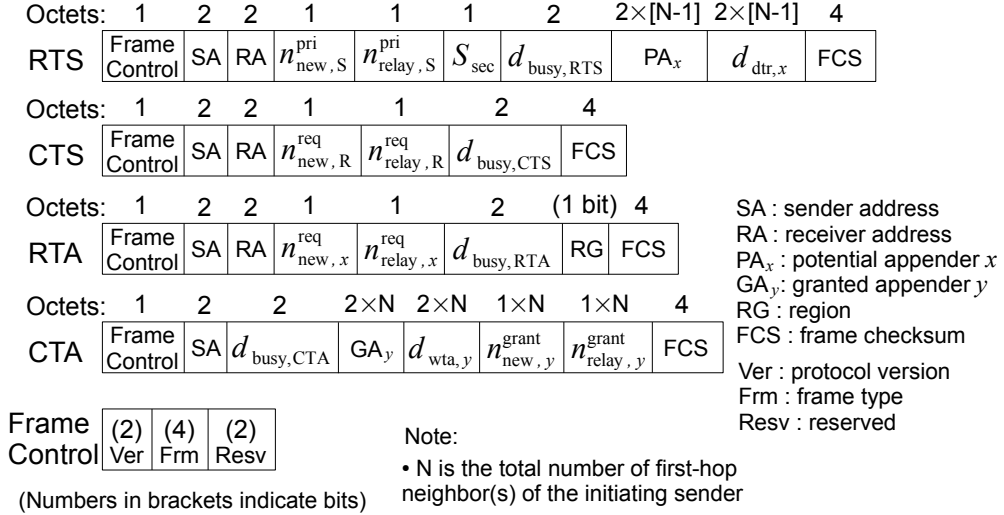 Octets: 1 2 2 1 1 1 2 2×[N-1] 2×[N-1] 4
RTS Frame Control SA RA n^pri_new,S n^pri_relay,S S_sec d_busy,RTS PA_x d_dtr,x FCS
Octets: 1 2 2 1 1 2 4
CTS Frame Control SA RA n^req_new,R n^req_relay,R d_busy,CTS FCS
Octets: 1 2 2 1 1 2 (1 bit) 4
RTA Frame Control SA RA n^req_new,x n^req_relay,x d_busy,RTA RG FCS
Octets: 1 2 2 2×N 2×N 1×N 1×N 4
CTA Frame Control SA d_busy,CTA GA_y d_wta,y n^grant_new,y n^grant_relay,y FCS
SA : sender address
RA : receiver address
PA_x : potential appender x
GA_y: granted appender y
RG : region
FCS : frame checksum
Ver : protocol version
Frm : frame type
Resv : reserved
Frame Control (2) Ver (4) Frm (2) Resv
(Numbers in brackets indicate bits)
Note:
• N is the total number of first-hop
neighbor(s) of the initiating sender